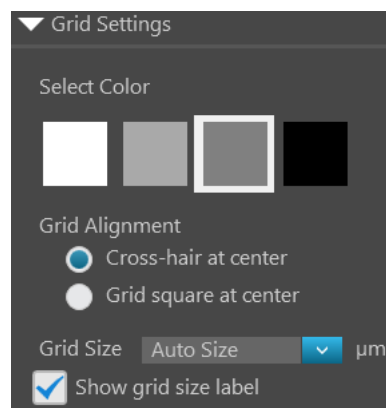 Grid Settings
Select Color
Grid Alignment
Cross-hair at center
Grid square at center
Grid Size Auto Size µm
Show grid size label